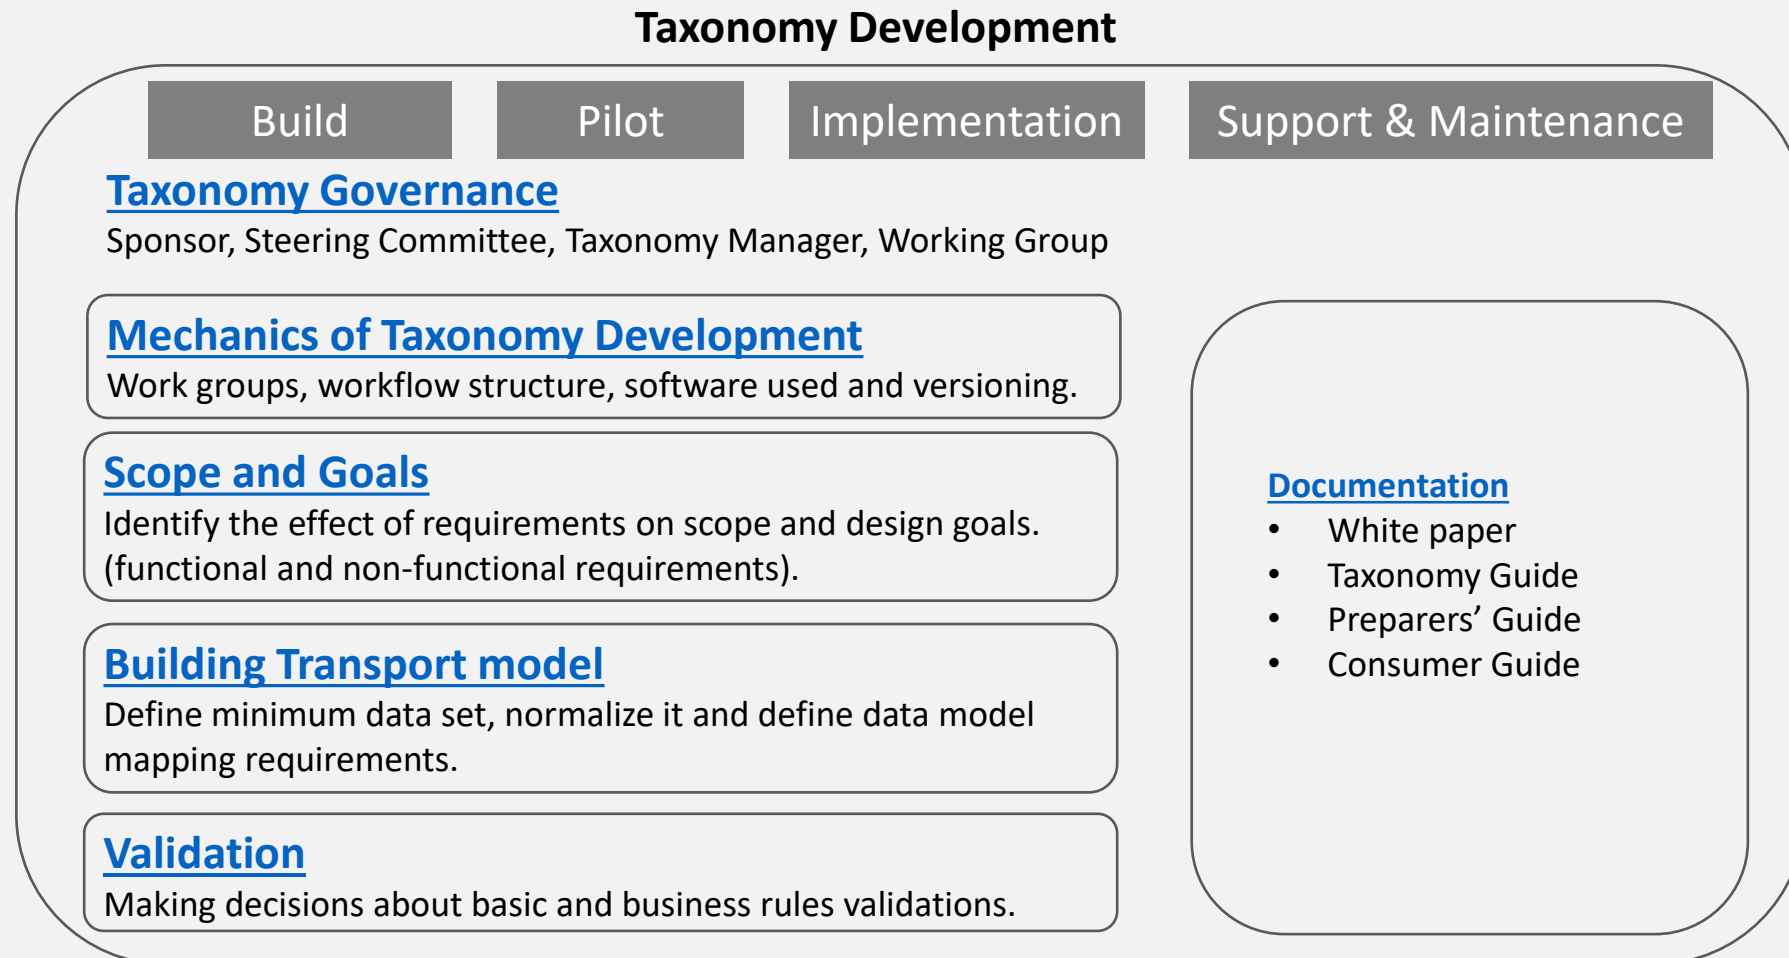 Taxonomy Development
Build
Pilot
Implementation
Support & Maintenance
Taxonomy Governance
Sponsor, Steering Committee, Taxonomy Manager, Working Group
Mechanics of Taxonomy Development
Work groups, workflow structure, software used and versioning.
Scope and Goals
Identify the effect of requirements on scope and design goals.
(functional and non-functional requirements).
Building Transport model
Define minimum data set, normalize it and define data model
mapping requirements.
Validation
Making decisions about basic and business rules validations.
Documentation
• White paper
• Taxonomy Guide
• Preparers’ Guide
• Consumer Guide